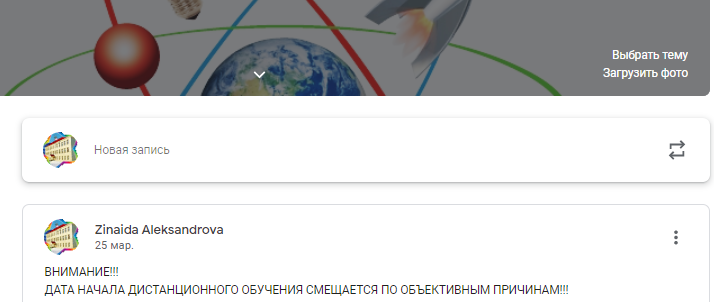 Выбрать тему
Загрузить фото
Новая запись
Zinaida Aleksandrova
25 мар.
ВНИМАНИЕ!!!
ДАТА НАЧАЛА ДИСТАНЦИОННОГО ОБУЧЕНИЯ СМЕЩАЕТСЯ ПО ОБЪЕКТИВНЫМ ПРИЧИНАМ!!!